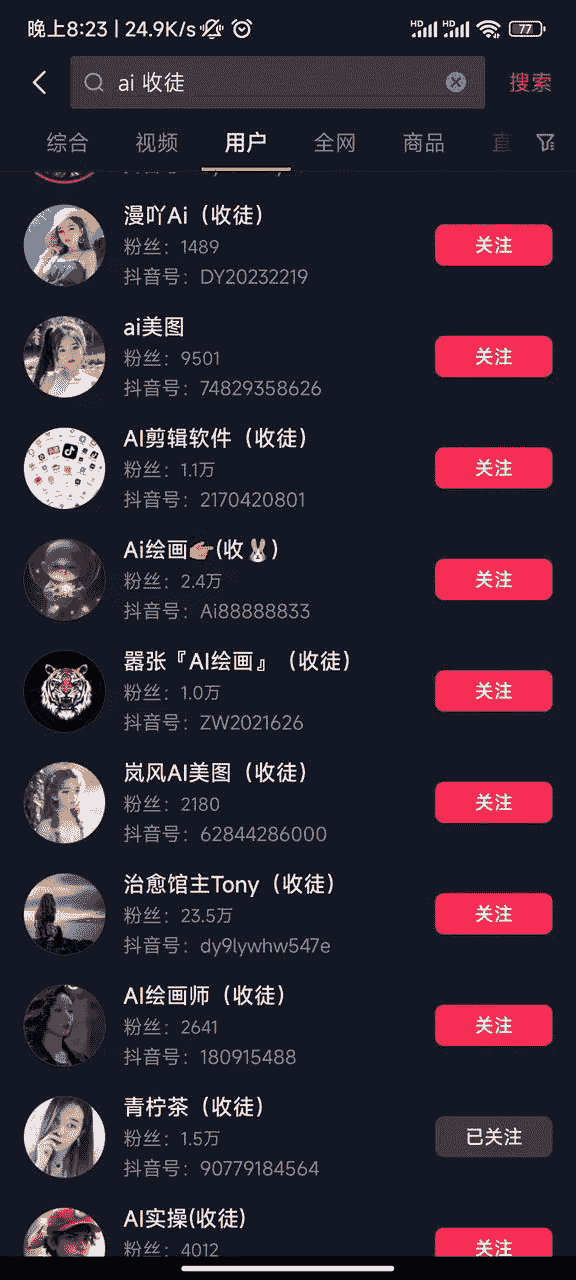 晚上8:23 | 24.9K/s
HD HD 77
ai 收徒
搜索
综合 视频 用户 全网 商品 直
漫吖Ai（收徒）
粉丝：1489
关注
抖音号：DY20232219
ai美图
粉丝：9501
关注
抖音号：74829358626
AI剪辑软件（收徒）
粉丝：1.1万
关注
抖音号：2170420801
Ai绘画👉🏽(收🐰)
粉丝：2.4万
关注
抖音号：Ai88888833
嚣张『AI绘画』（收徒）
粉丝：1.0万
关注
抖音号：ZW2021626
岚风AI美图（收徒）
粉丝：2180
关注
抖音号：62844286000
治愈馆主Tony（收徒）
粉丝：23.5万
关注
抖音号：dy9lywhw547e
AI绘画师（收徒）
粉丝：2641
关注
抖音号：180915488
青柠茶（收徒）
粉丝：1.5万
已关注
抖音号：90779184564
AI实操(收徒)
粉丝：4012
关注